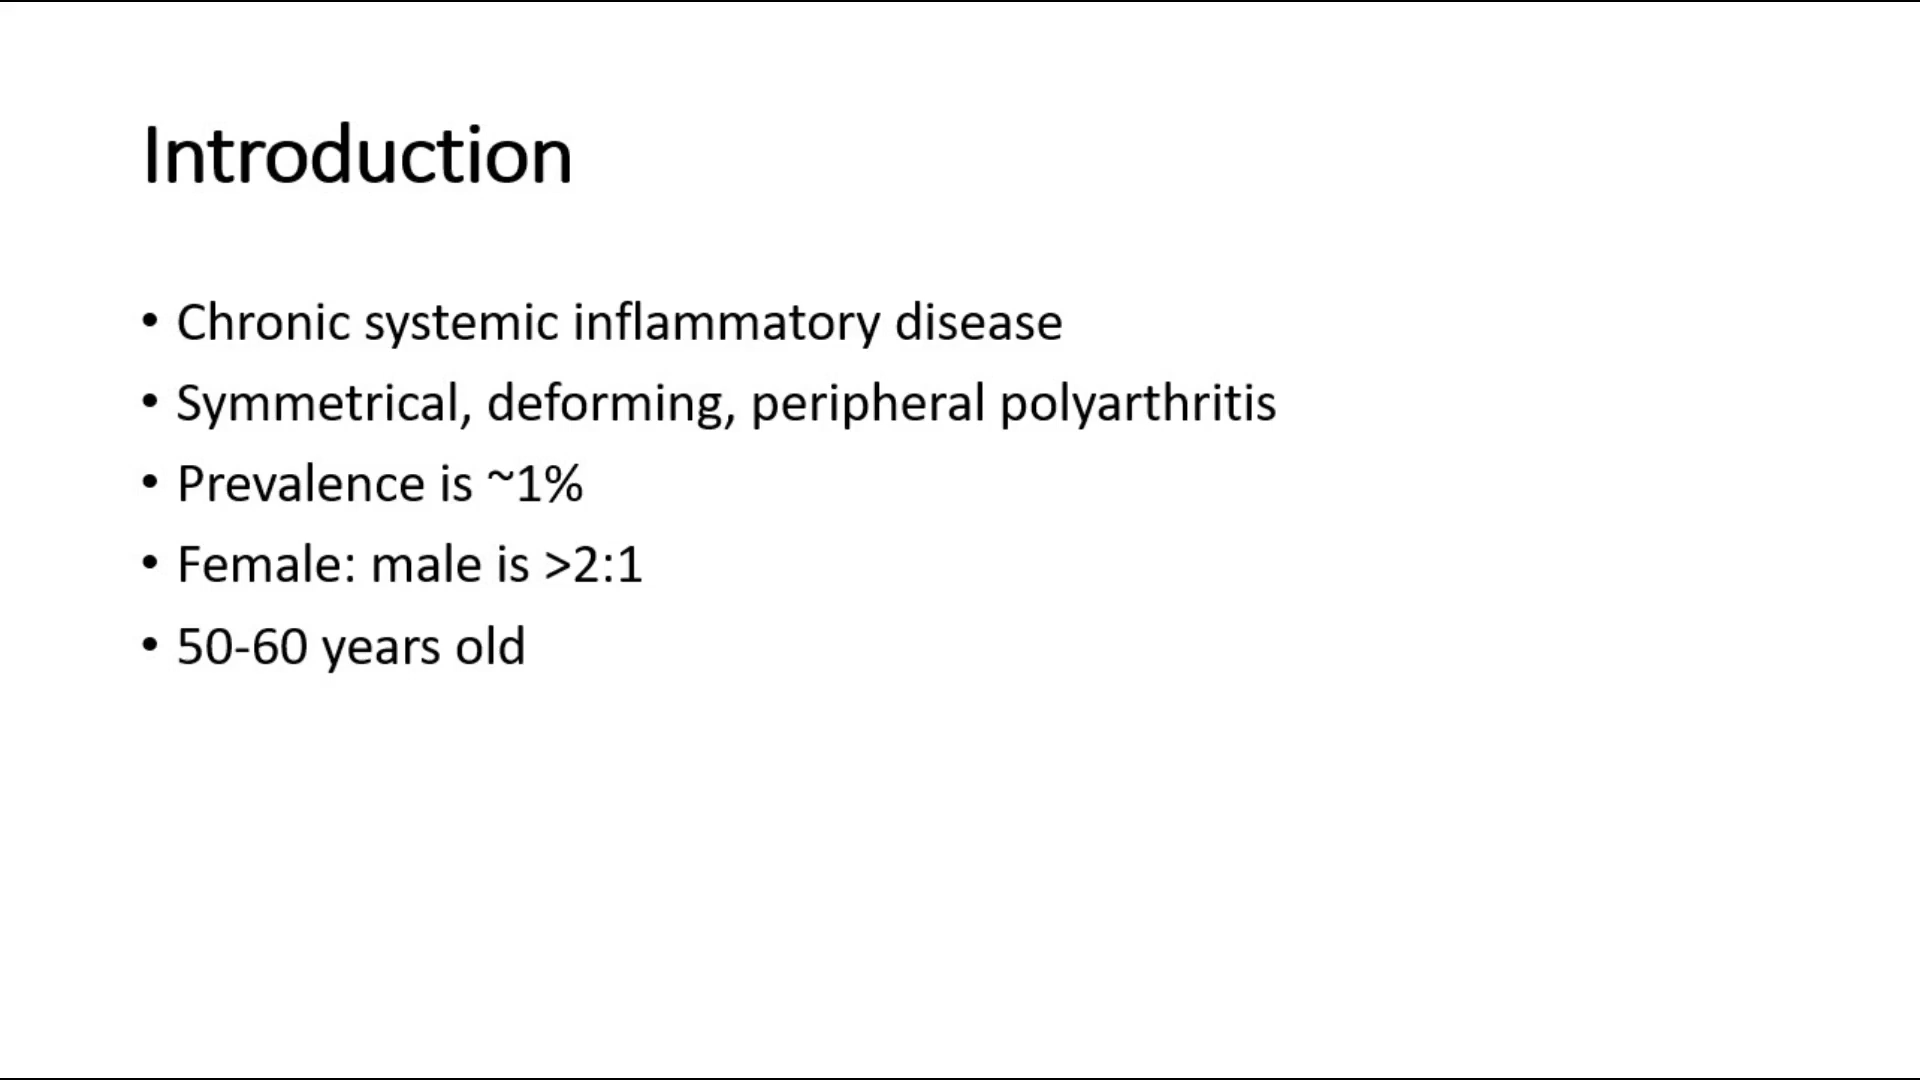 Introduction
• Chronic systemic inflammatory disease
• Symmetrical, deforming, peripheral polyarthritis
• Prevalence is ~1%
• Female: male is >2:1
• 50-60 years old